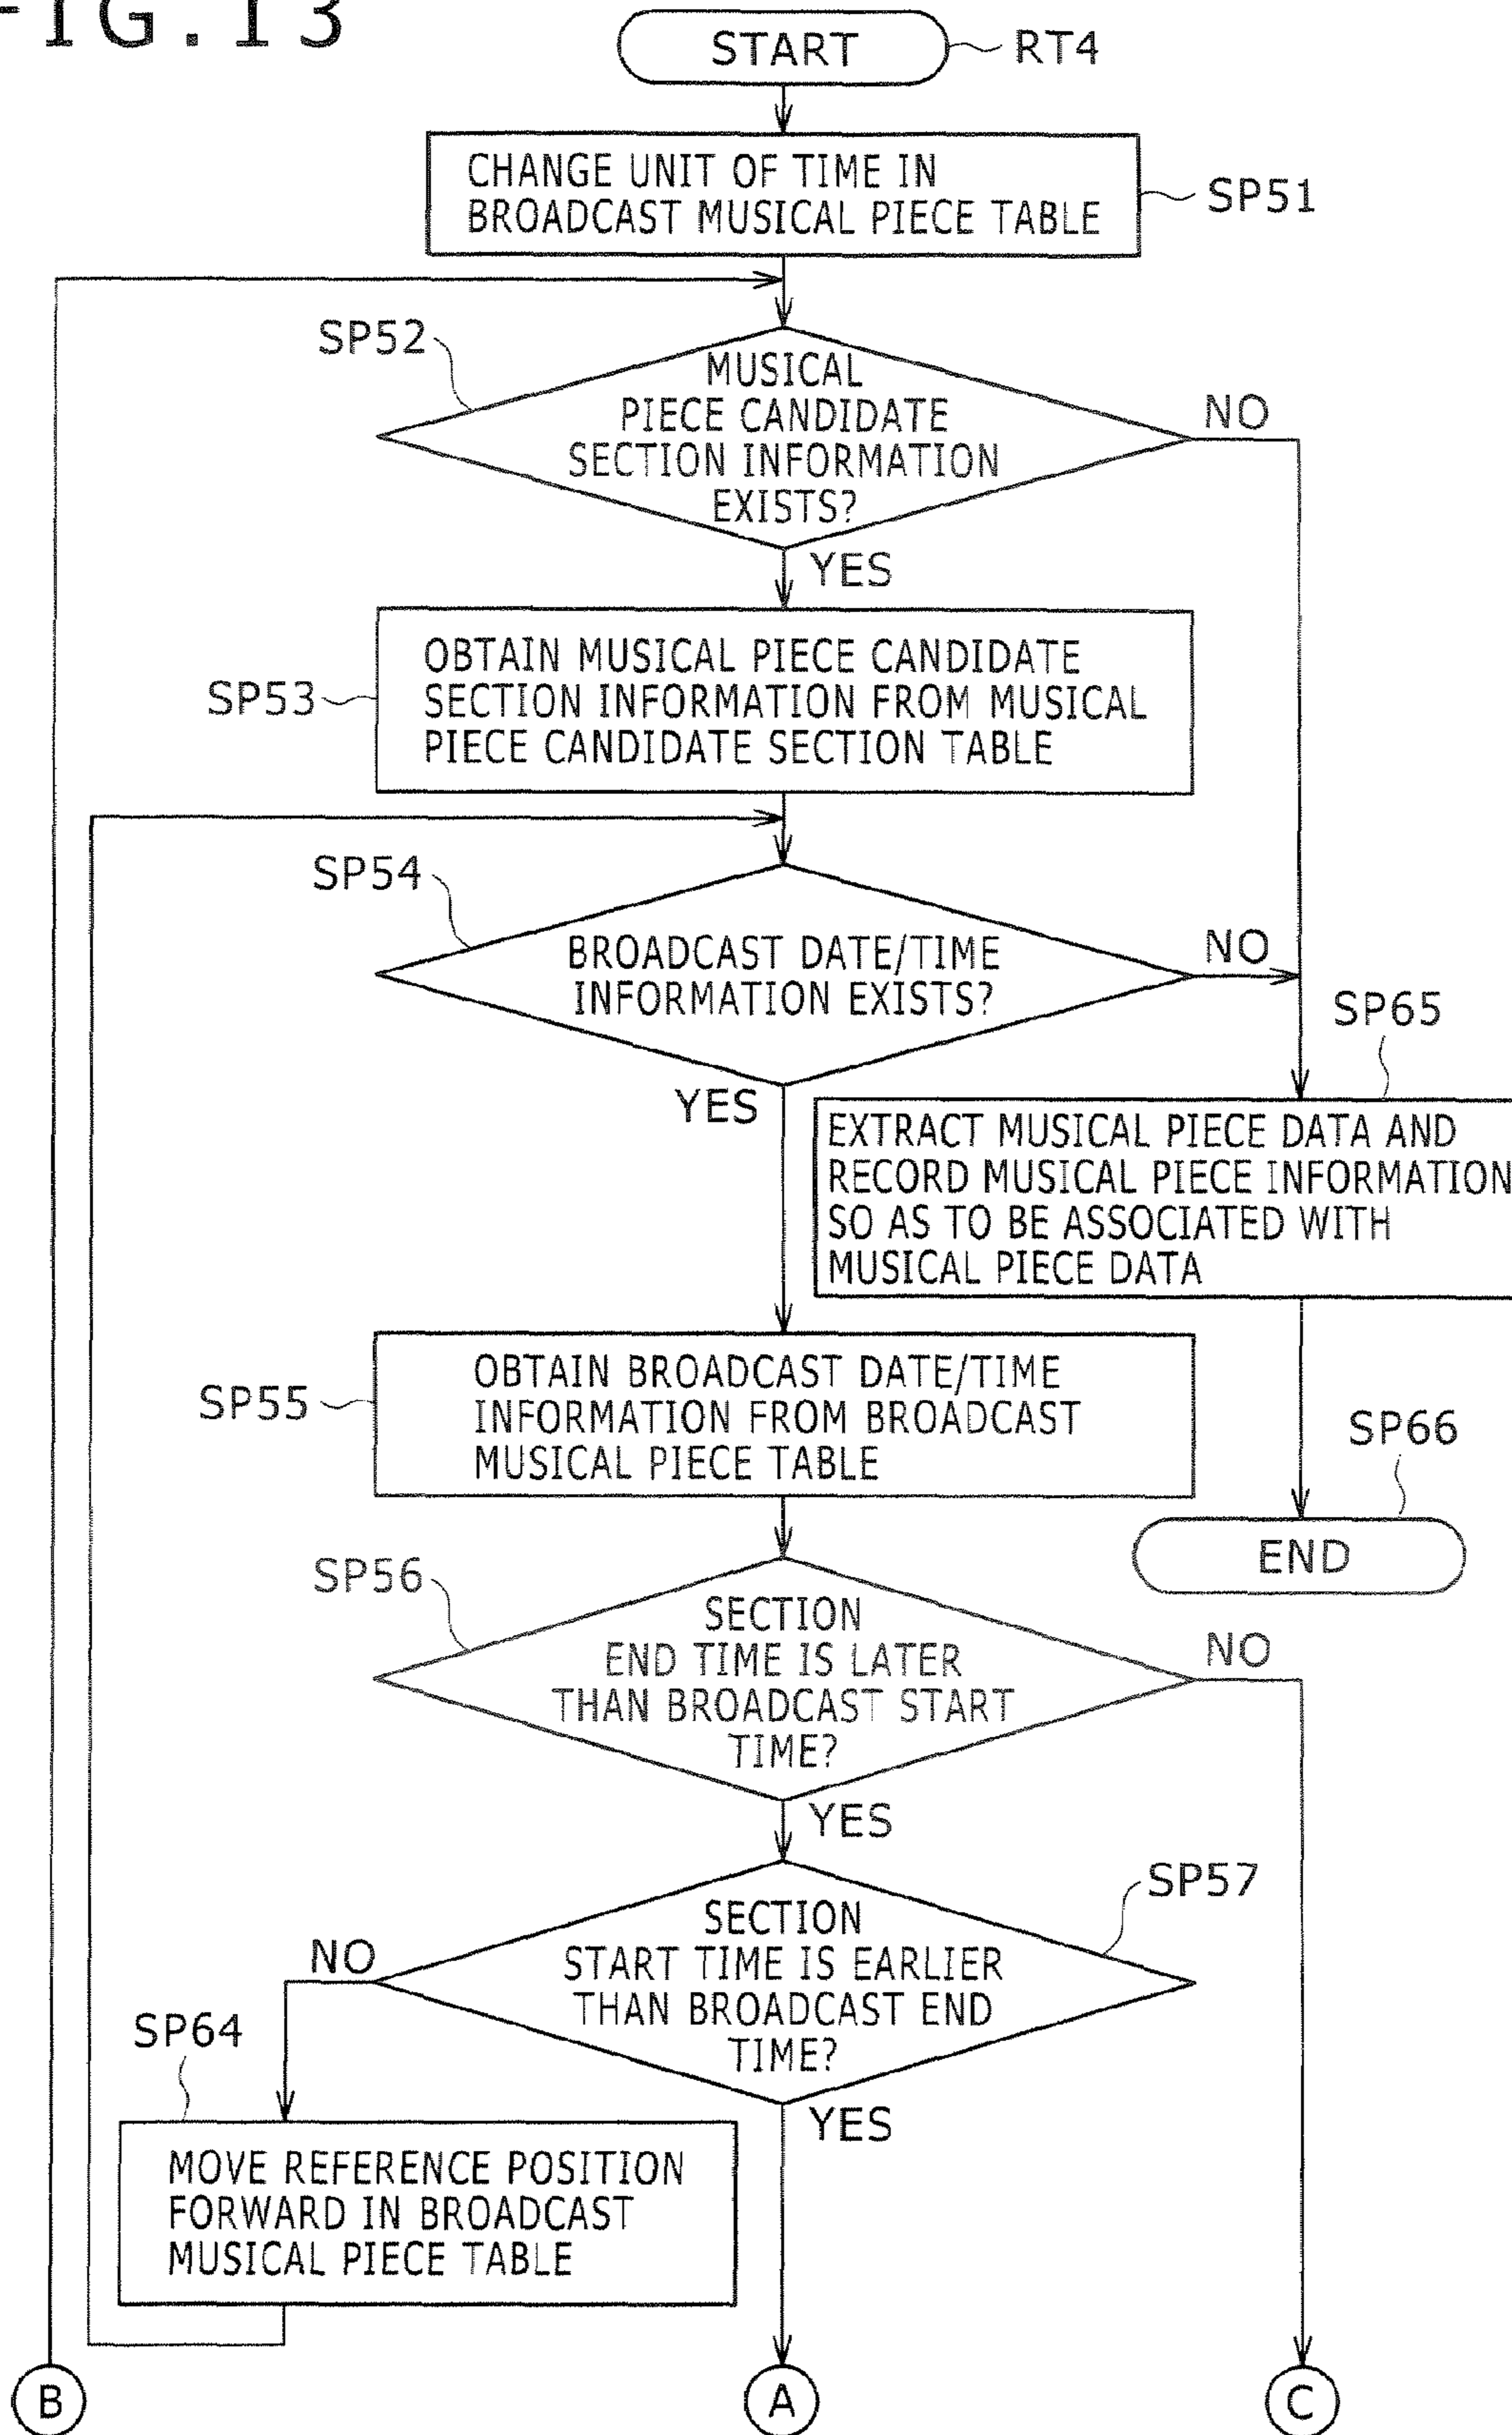 FIG.13
START
RT4
CHANGE UNIT OF TIME IN
BROADCAST MUSICAL PIECE TABLE
SP51
SP52
MUSICAL
PIECE CANDIDATE
SECTION INFORMATION
EXISTS?
NO
YES
OBTAIN MUSICAL PIECE CANDIDATE
SECTION INFORMATION FROM MUSICAL
PIECE CANDIDATE SECTION TABLE
SP53
SP54
BROADCAST DATE/TIME
INFORMATION EXISTS?
NO
YES
SP65
EXTRACT MUSICAL PIECE DATA AND
RECORD MUSICAL PIECE INFORMATION
SO AS TO BE ASSOCIATED WITH
MUSICAL PIECE DATA
SP55
OBTAIN BROADCAST DATE/TIME
INFORMATION FROM BROADCAST
MUSICAL PIECE TABLE
SP66
END
SP56
SECTION
END TIME IS LATER
THAN BROADCAST START
TIME?
NO
YES
SP57
SECTION
START TIME IS EARLIER
THAN BROADCAST END
TIME?
NO
YES
SP64
MOVE REFERENCE POSITION
FORWARD IN BROADCAST
MUSICAL PIECE TABLE
B
A
C